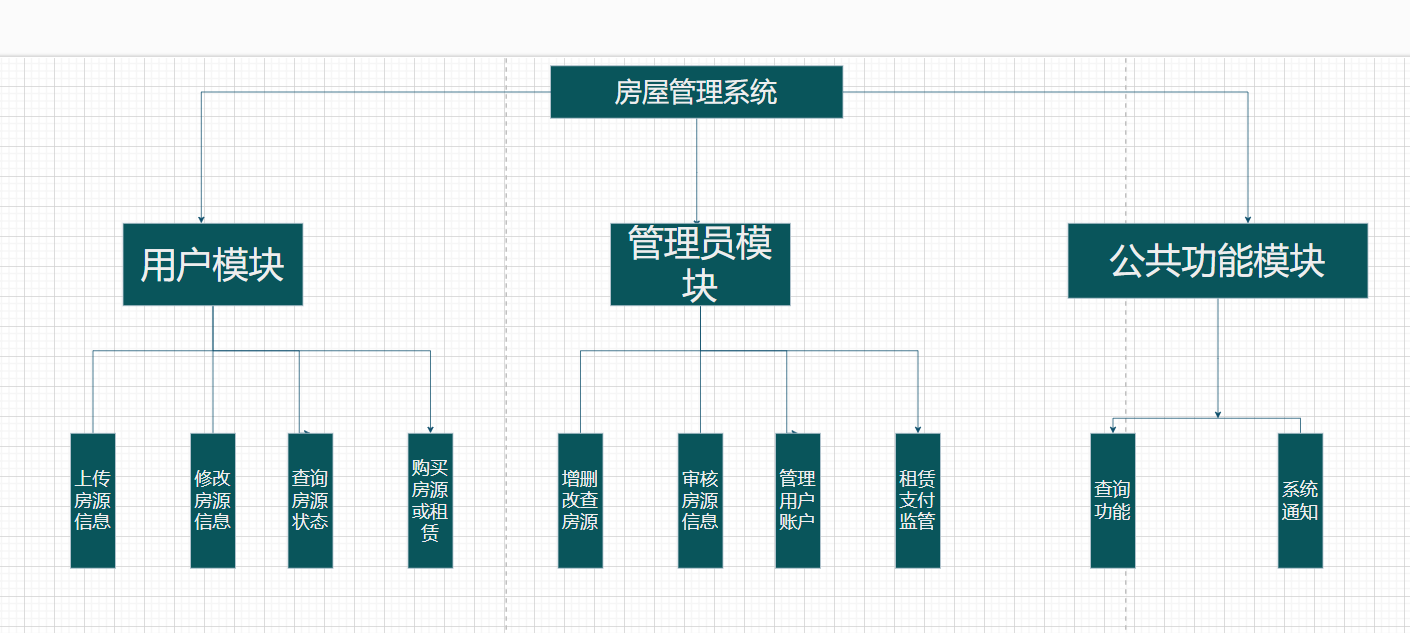 房屋管理系统
用户模块
管理员模
块
公共功能模块
上传
房源
信息
修改
房源
信息
查询
房源
状态
购买
房源
或租
赁
增删
改查
房源
审核
房源
信息
管理
用户
账户
租赁
支付
监管
查询
功能
系统
通知